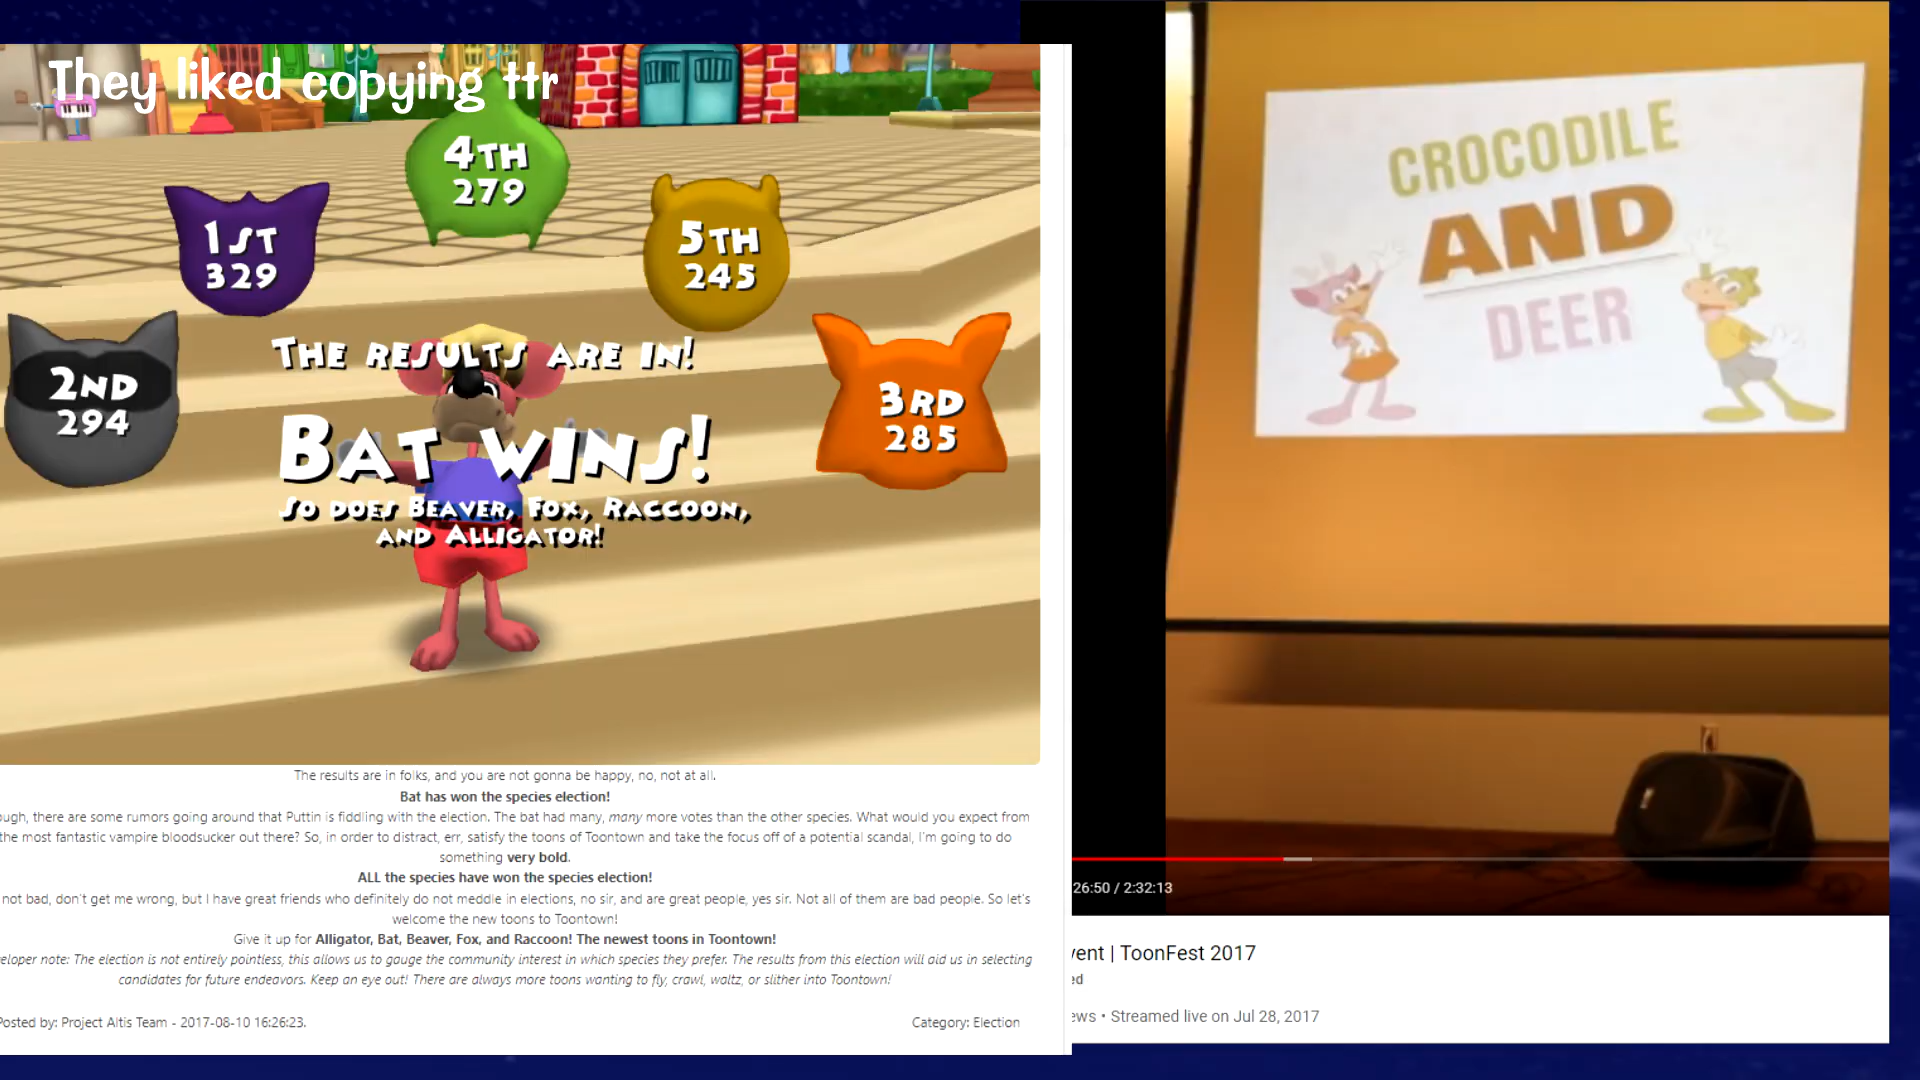 They liked copying ttr
4TH
279
1ST
329
5TH
245
2ND
294
THE RESULTS ARE IN!
3RD
285
BAT WINS!
SO DOES BEAVER, FOX, RACCOON,
AND ALLIGATOR!
The results are in folks, and you are not gonna be happy, no, not at all.
Bat has won the species election!
there are some rumors going around that Puttin is fiddling with the election. The bat had many, many more votes than the other species. What would you expect from
the most fantastic vampire bloodsucker out there? So, in order to distract, err, satisfy the toons of Toontown and take the focus off of a potential scandal, I'm going to do
something very bold.
ALL the species have won the species election!
not bad, don't get me wrong, but I have great friends who definitely do not meddle in elections, no sir, and are great people, yes sir. Not all of them are bad people. So let's
welcome the new toons to Toontown!
Give it up for Alligator, Bat, Beaver, Fox, and Raccoon! The newest toons in Toontown!
note: The election is not entirely pointless, this allows us to gauge the community interest in which species they prefer. The results from this election will aid us in selecting
candidates for future endeavors. Keep an eye out! There are always more toons wanting to fly, crawl, waltz, or slither into Toontown!
Posted by: Project Altis Team - 2017-08-10 16:26:23.
Category: Election
CROCODILE
AND
DEER
26:50 / 2:32:13
| ToonFest 2017
• Streamed live on Jul 28, 2017